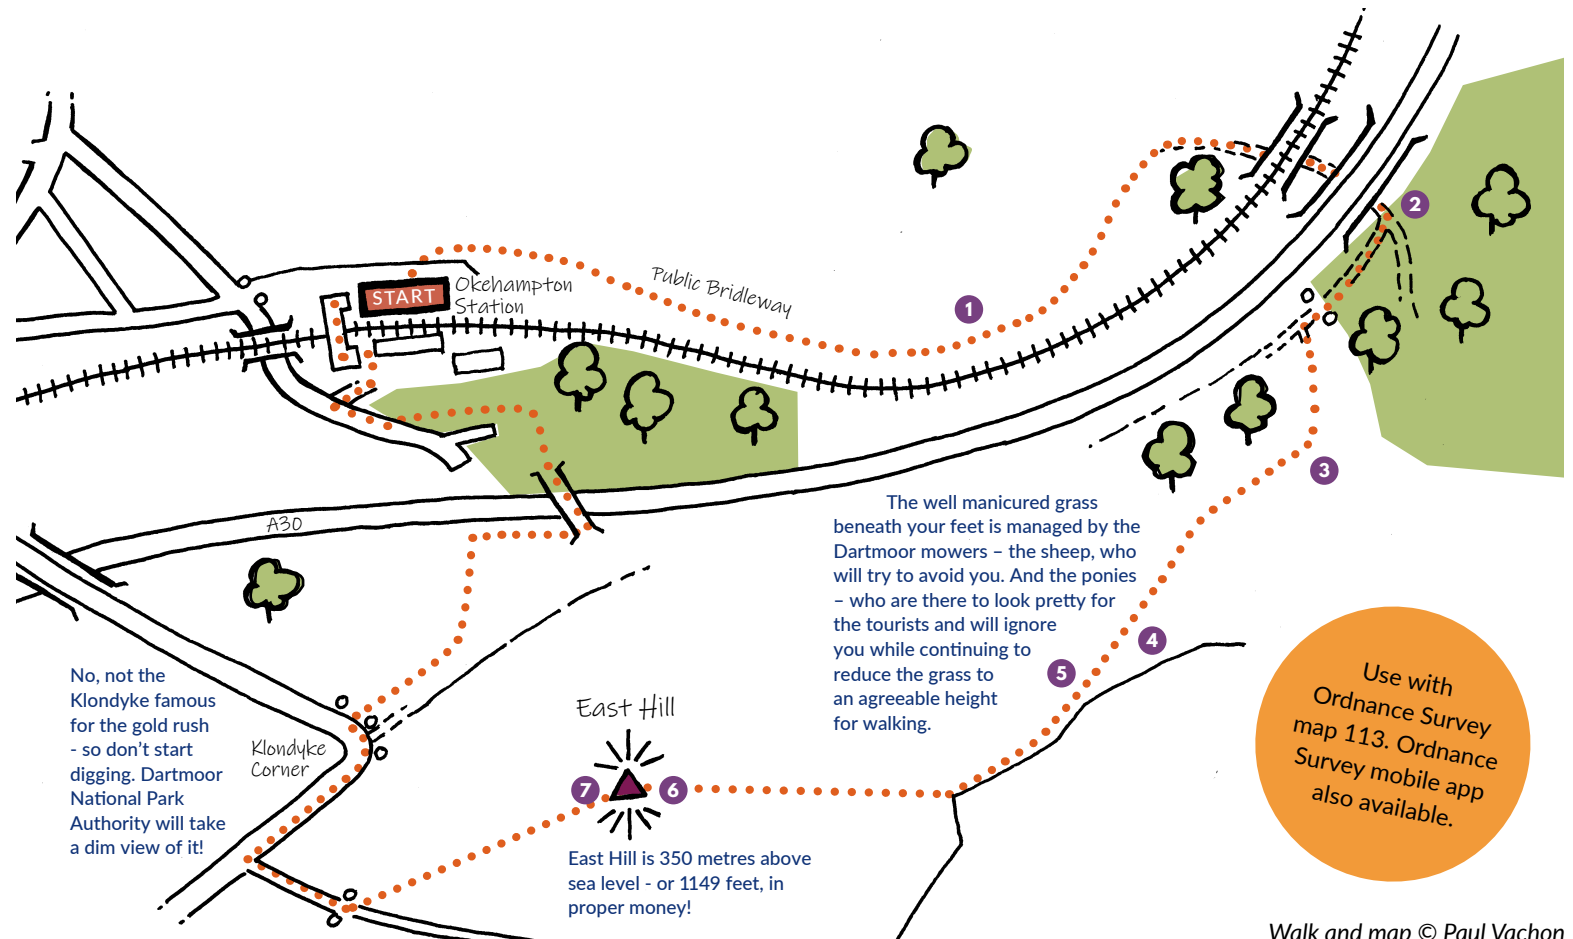 START
Okehampton
Station
Public Bridleway
1
2
3
A30
The well manicured grass
beneath your feet is managed by the
Dartmoor mowers – the sheep, who
will try to avoid you. And the ponies
– who are there to look pretty for
the tourists and will ignore
you while continuing to
reduce the grass to
an agreeable height
for walking.
4
5
No, not the
Klondyke famous
for the gold rush
- so don't start
digging. Dartmoor
National Park
Authority will take
a dim view of it!
Klondyke
Corner
East Hill
7
6
East Hill is 350 metres above
sea level - or 1149 feet, in
proper money!
Use with
Ordnance Survey
map 113. Ordnance
Survey mobile app
also available.
Walk and map © Paul Vachon